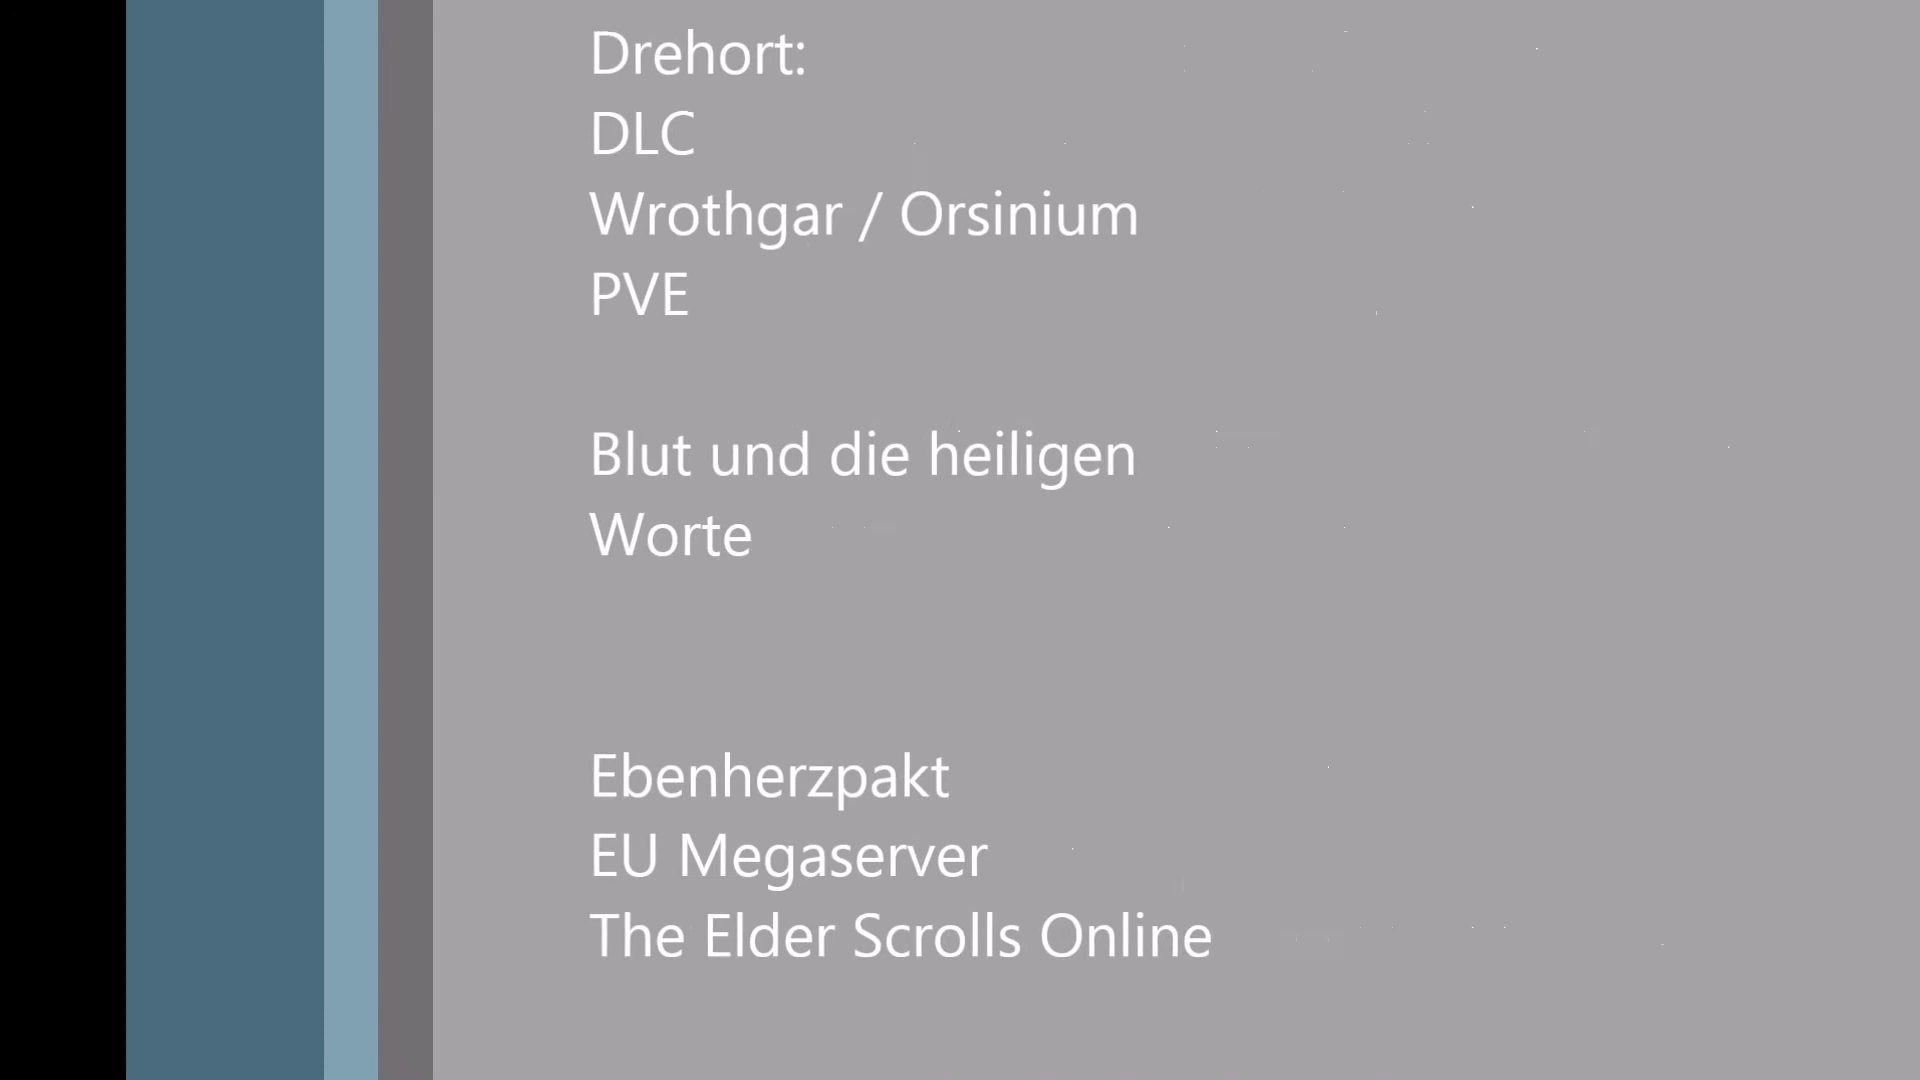 Drehort:
DLC
Wrothgar / Orsinium
PVE
Blut und die heiligen
Worte
Ebenherzpakt
EU Megaserver
The Elder Scrolls Online